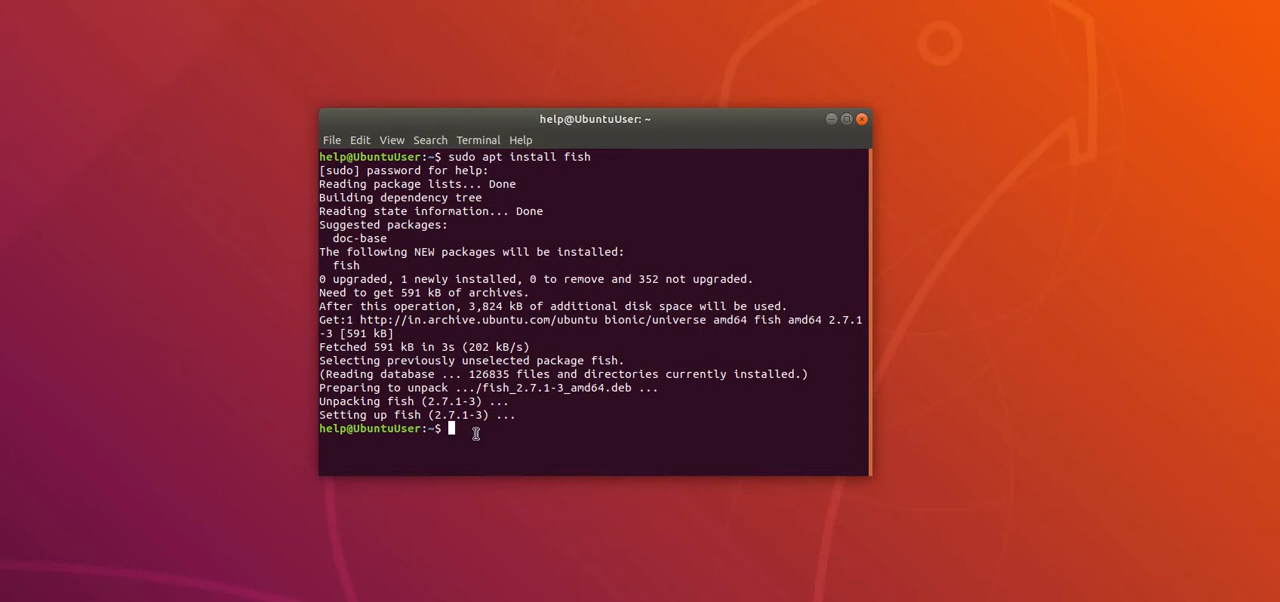 help@UbuntuUser: ~
File Edit View Search Terminal Help
help@UbuntuUser:~$ sudo apt install fish
[sudo] password for help:
Reading package lists... Done
Building dependency tree
Reading state information... Done
Suggested packages:
  doc-base
The following NEW packages will be installed:
  fish
0 upgraded, 1 newly installed, 0 to remove and 352 not upgraded.
Need to get 591 kB of archives.
After this operation, 3,824 kB of additional disk space will be used.
Get:1 http://in.archive.ubuntu.com/ubuntu bionic/universe amd64 fish amd64 2.7.1
-3 [591 kB]
Fetched 591 kB in 3s (202 kB/s)
Selecting previously unselected package fish.
(Reading database ... 126835 files and directories currently installed.)
Preparing to unpack .../fish_2.7.1-3_amd64.deb ...
Unpacking fish (2.7.1-3) ...
Setting up fish (2.7.1-3) ...
help@UbuntuUser:~$